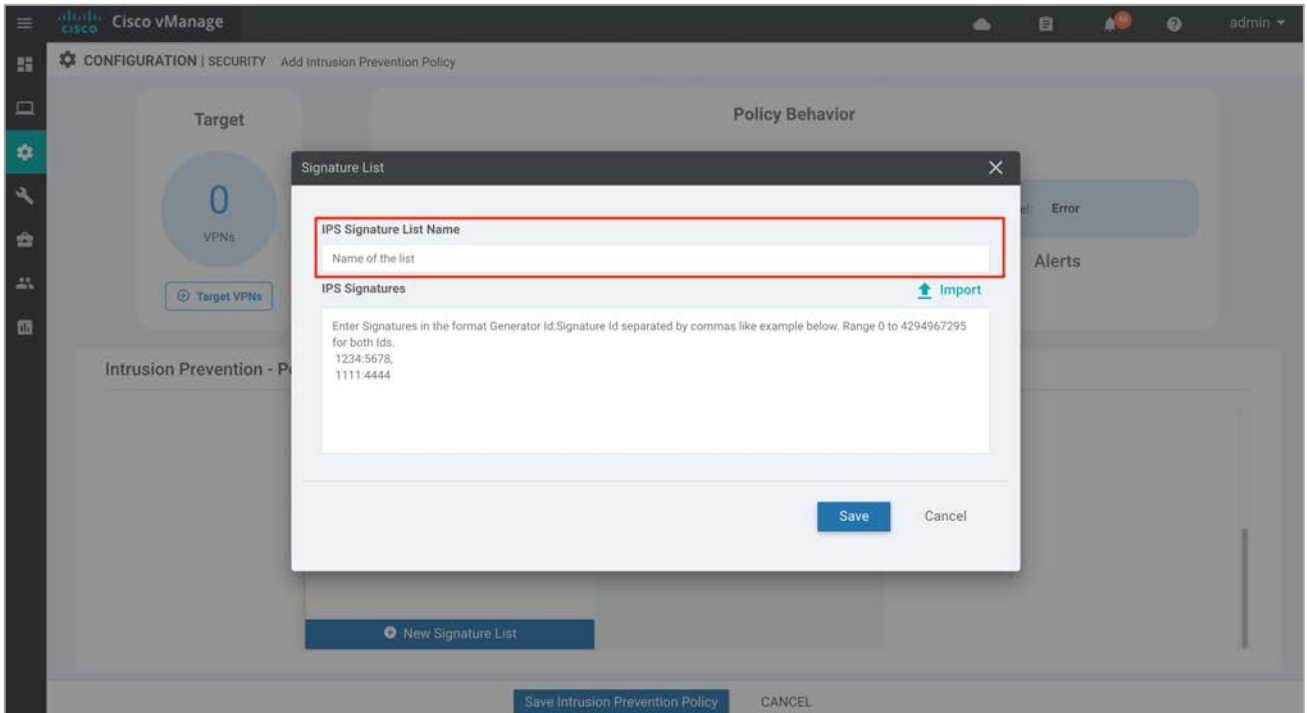 CISCO
Cisco vManage
admin
CONFIGURATION | SECURITY Add Intrusion Prevention Policy
Target
Policy Behavior
0
VPNs
Target VPNs
Error
Alerts
Signature List
IPS Signature List Name
Name of the list
IPS Signatures
Import
Enter Signatures in the format Generator Id:Signature Id separated by commas like example below. Range 0 to 4294967295
for both Ids.
1234:5678,
1111:4444
Intrusion Prevention - P
Save Cancel
New Signature List
Save Intrusion Prevention Policy CANCEL